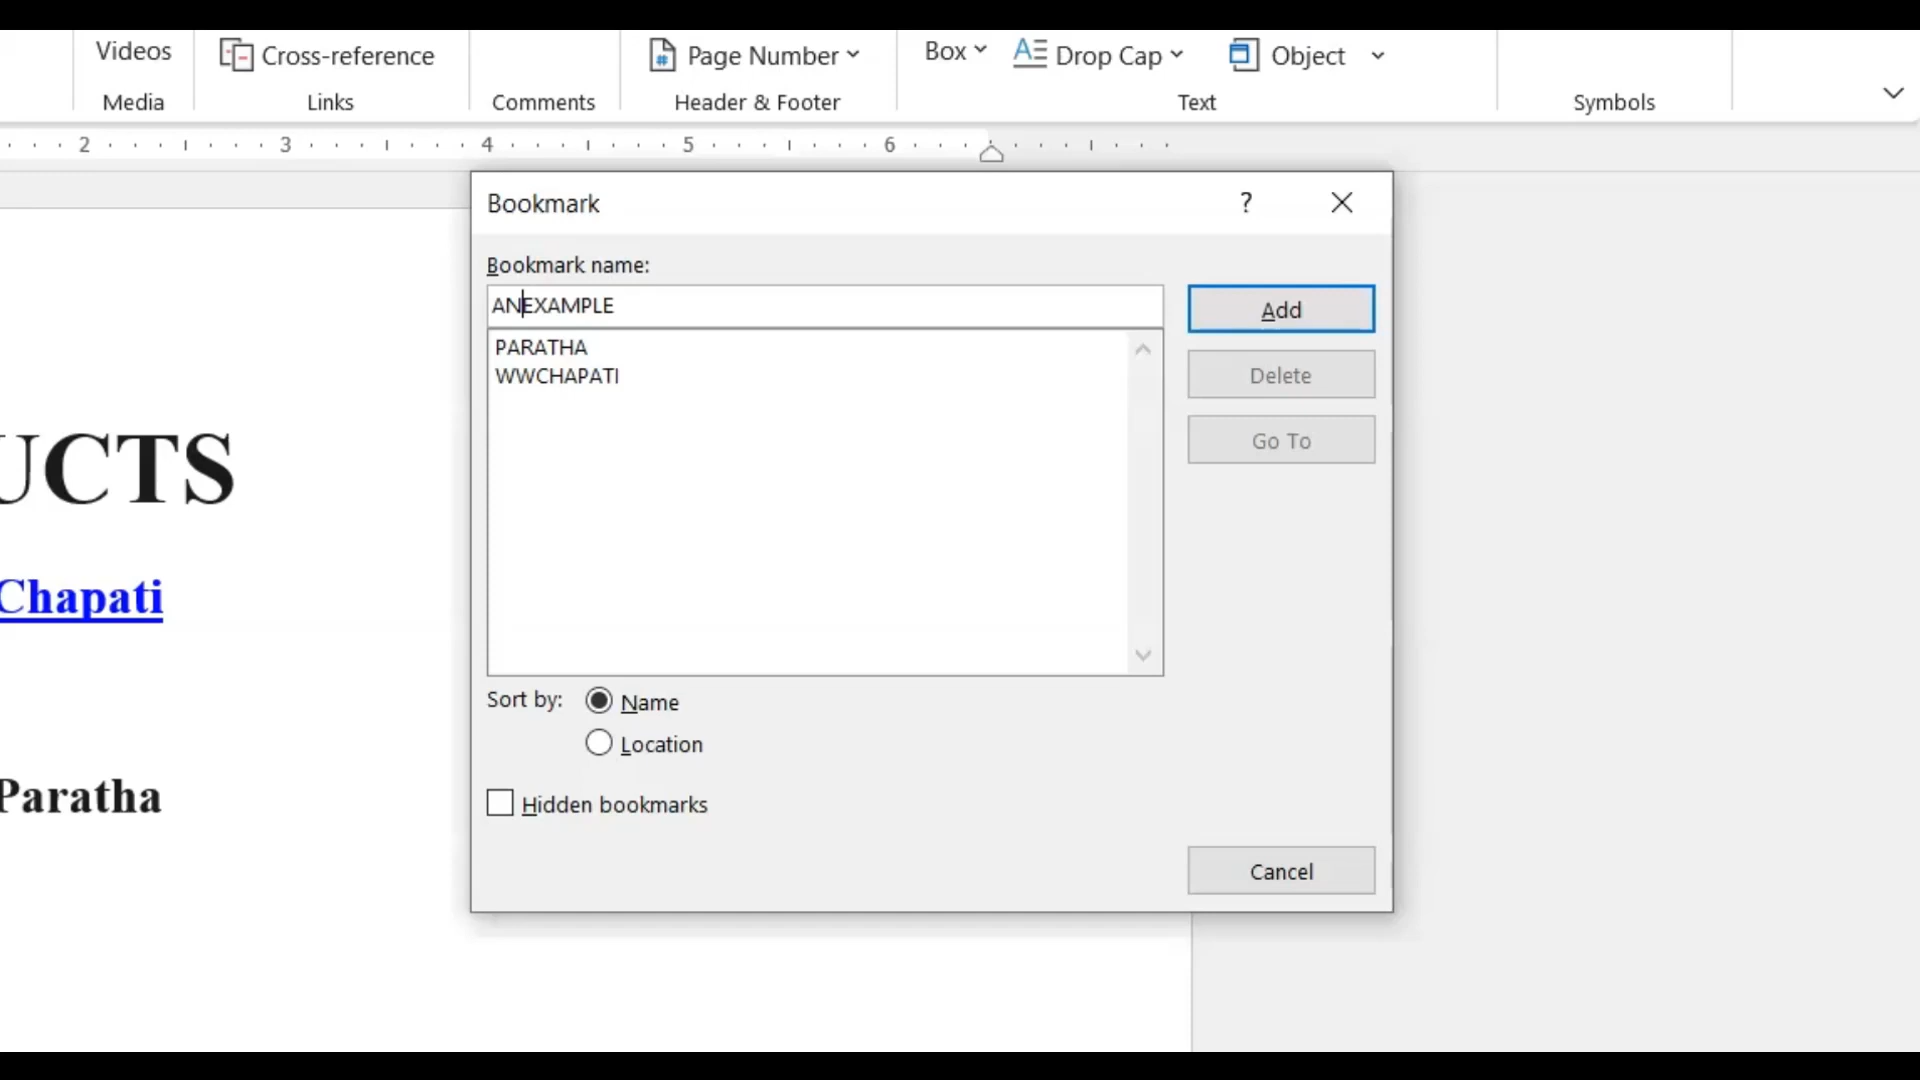 Videos
Cross-reference
Page Number
Box
Drop Cap
Object
Media
Links
Comments
Header & Footer
Text
Symbols
2 3 4 5 6
Bookmark
?
Bookmark name:
ANEXAMPLE
Add
PARATHA
WWCHAPATI
Delete
Go To
UCTS
Chapati
Paratha
Sort by:
Name
Location
Hidden bookmarks
Cancel